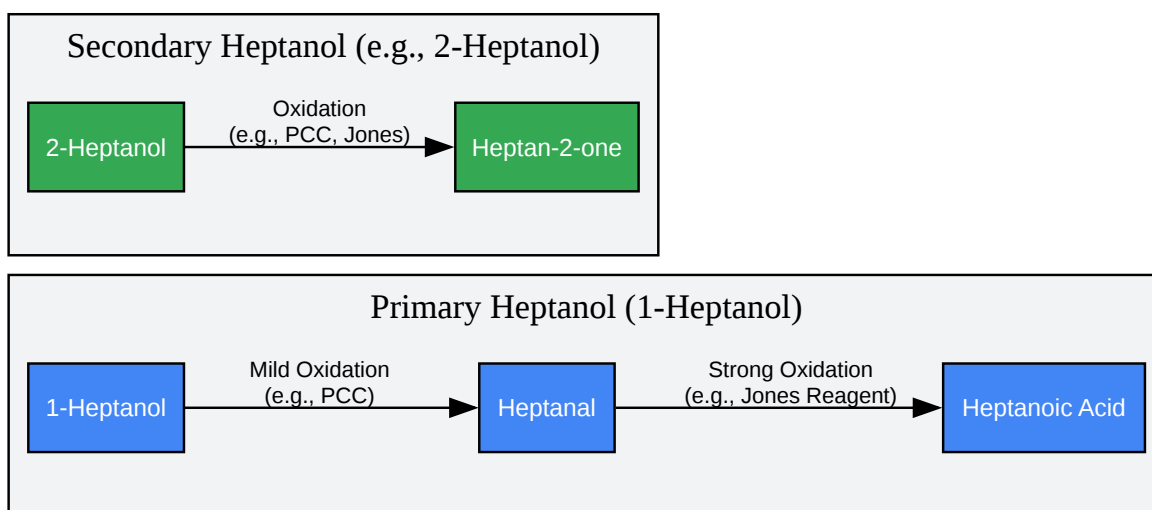 Secondary Heptanol (e.g., 2-Heptanol)
2-Heptanol
Oxidation
(e.g., PCC, Jones)
Heptan-2-one
Primary Heptanol (1-Heptanol)
1-Heptanol
Mild Oxidation
(e.g., PCC)
Heptanal
Strong Oxidation
(e.g., Jones Reagent)
Heptanoic Acid